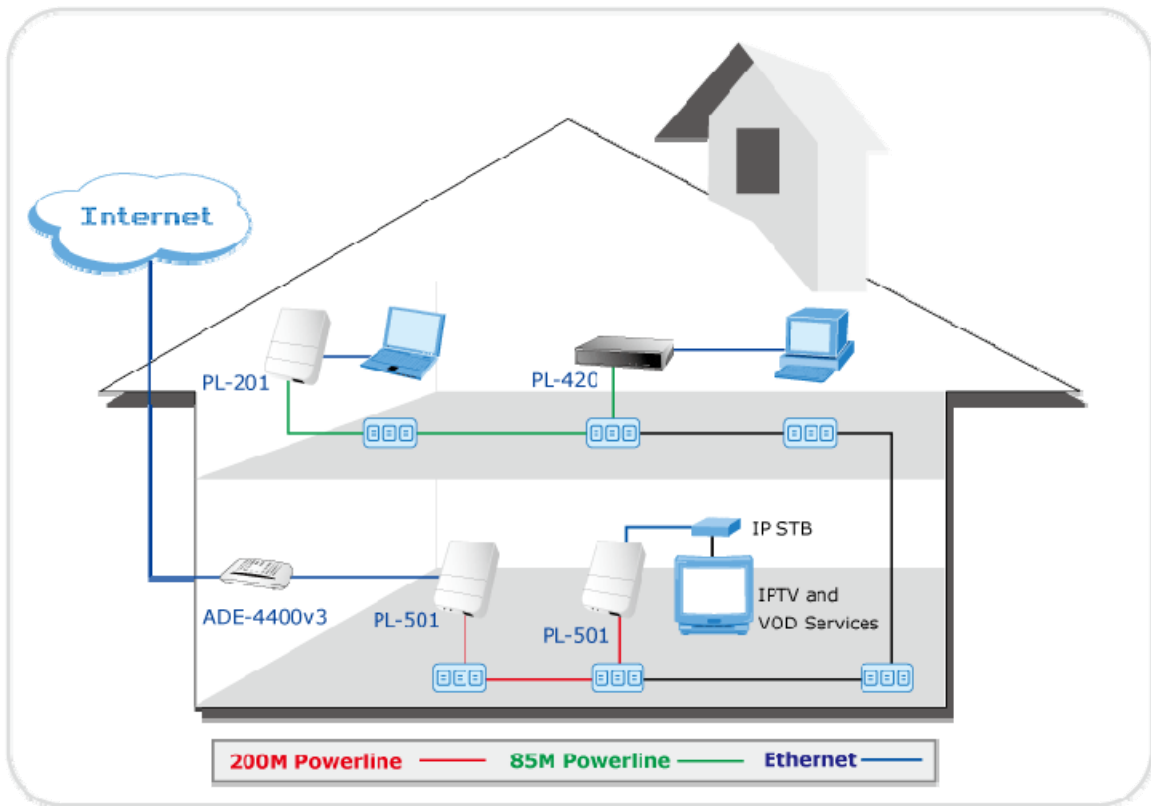 Internet
PL-201
PL-420
IP STB
IPTV and
VOD Services
ADE-4400v3
PL-501
PL-501
200M Powerline
85M Powerline
Ethernet